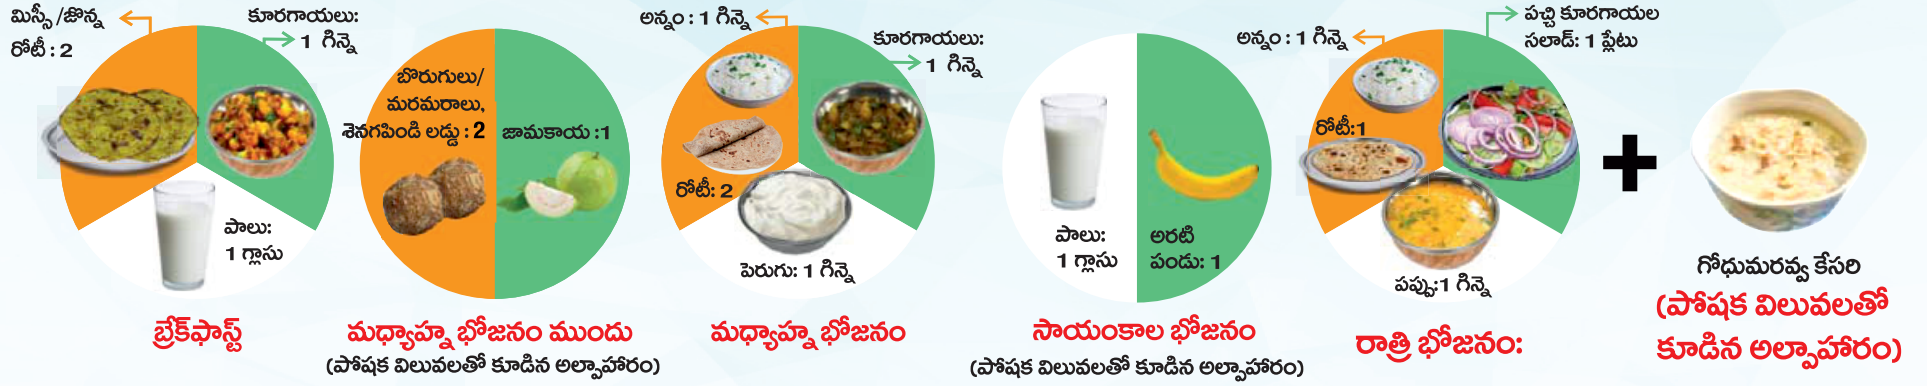 మిస్సీ /జొన్న
రోటీ : 2
కూరగాయలు:
1 గిన్నె
పాలు:
1 గ్లాసు
బ్రేక్‌ఫాస్ట్
బొరుగులు/
మరమరాలు,
శెనగపిండి లడ్డు : 2
జామకాయ :1
మధ్యాహ్న భోజనం ముందు
(పోషక విలువలతో కూడిన అల్పాహారం)
అన్నం : 1 గిన్నె
కూరగాయలు:
1 గిన్నె
రోటీ: 2
పెరుగు: 1 గిన్నె
మధ్యాహ్న భోజనం
పాలు:
1 గ్లాసు
అరటి
పండు: 1
సాయంకాల భోజనం
(పోషక విలువలతో కూడిన అల్పాహారం)
అన్నం : 1 గిన్నె
పచ్చి కూరగాయల
సలాడ్: 1 ప్లేటు
రోటీ:1
పప్పు:1 గిన్నె
రాత్రి భోజనం:
+
గోధుమరవ్వ కేసరి
(పోషక విలువలతో
కూడిన అల్పాహారం)